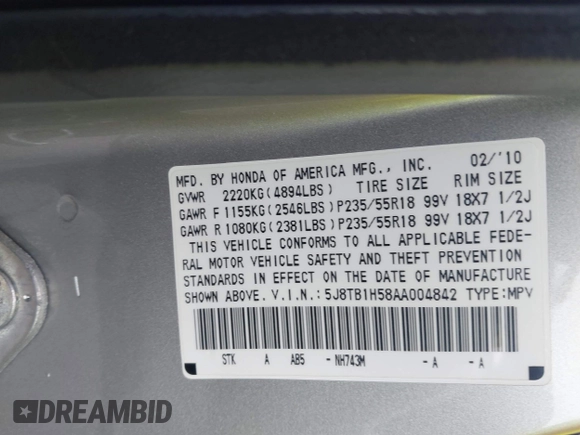 MFD. BY HONDA OF AMERICA MFG., INC. 02/'10
GVWR 2220KG(4894LBS) TIRE SIZE RIM SIZE
GAWR F 1155KG(2546LBS) P235/55R18 99V 18X7 1/2J
GAWR R 1080KG(2381LBS) P235/55R18 99V 18X7 1/2J
THIS VEHICLE CONFORMS TO ALL APPLICABLE FEDE-
RAL MOTOR VEHICLE SAFETY AND THEFT PREVENTION
STANDARDS IN EFFECT ON THE DATE OF MANUFACTURE
SHOWN ABOVE. V.I.N.:5J8TB1H58AA004842 TYPE:MPV
STK A AB5 -NH743M -A -A
DREAMBID